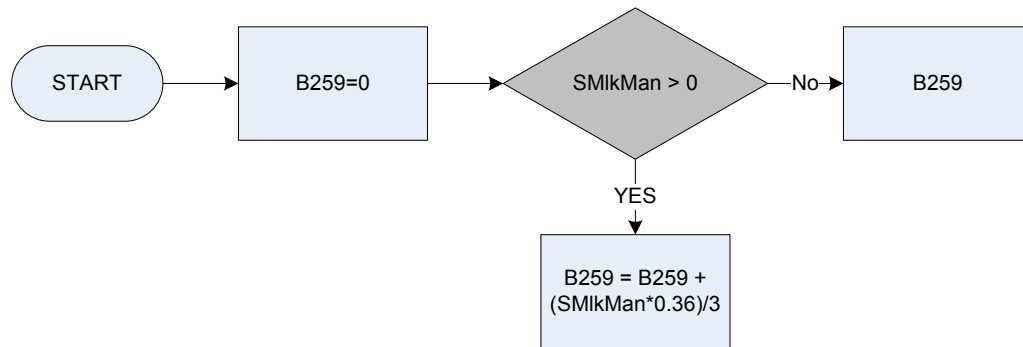 START
B259=0
SMlkMan > 0
No
B259
YES
B259 = B259 +
(SMlkMan*0.36)/3